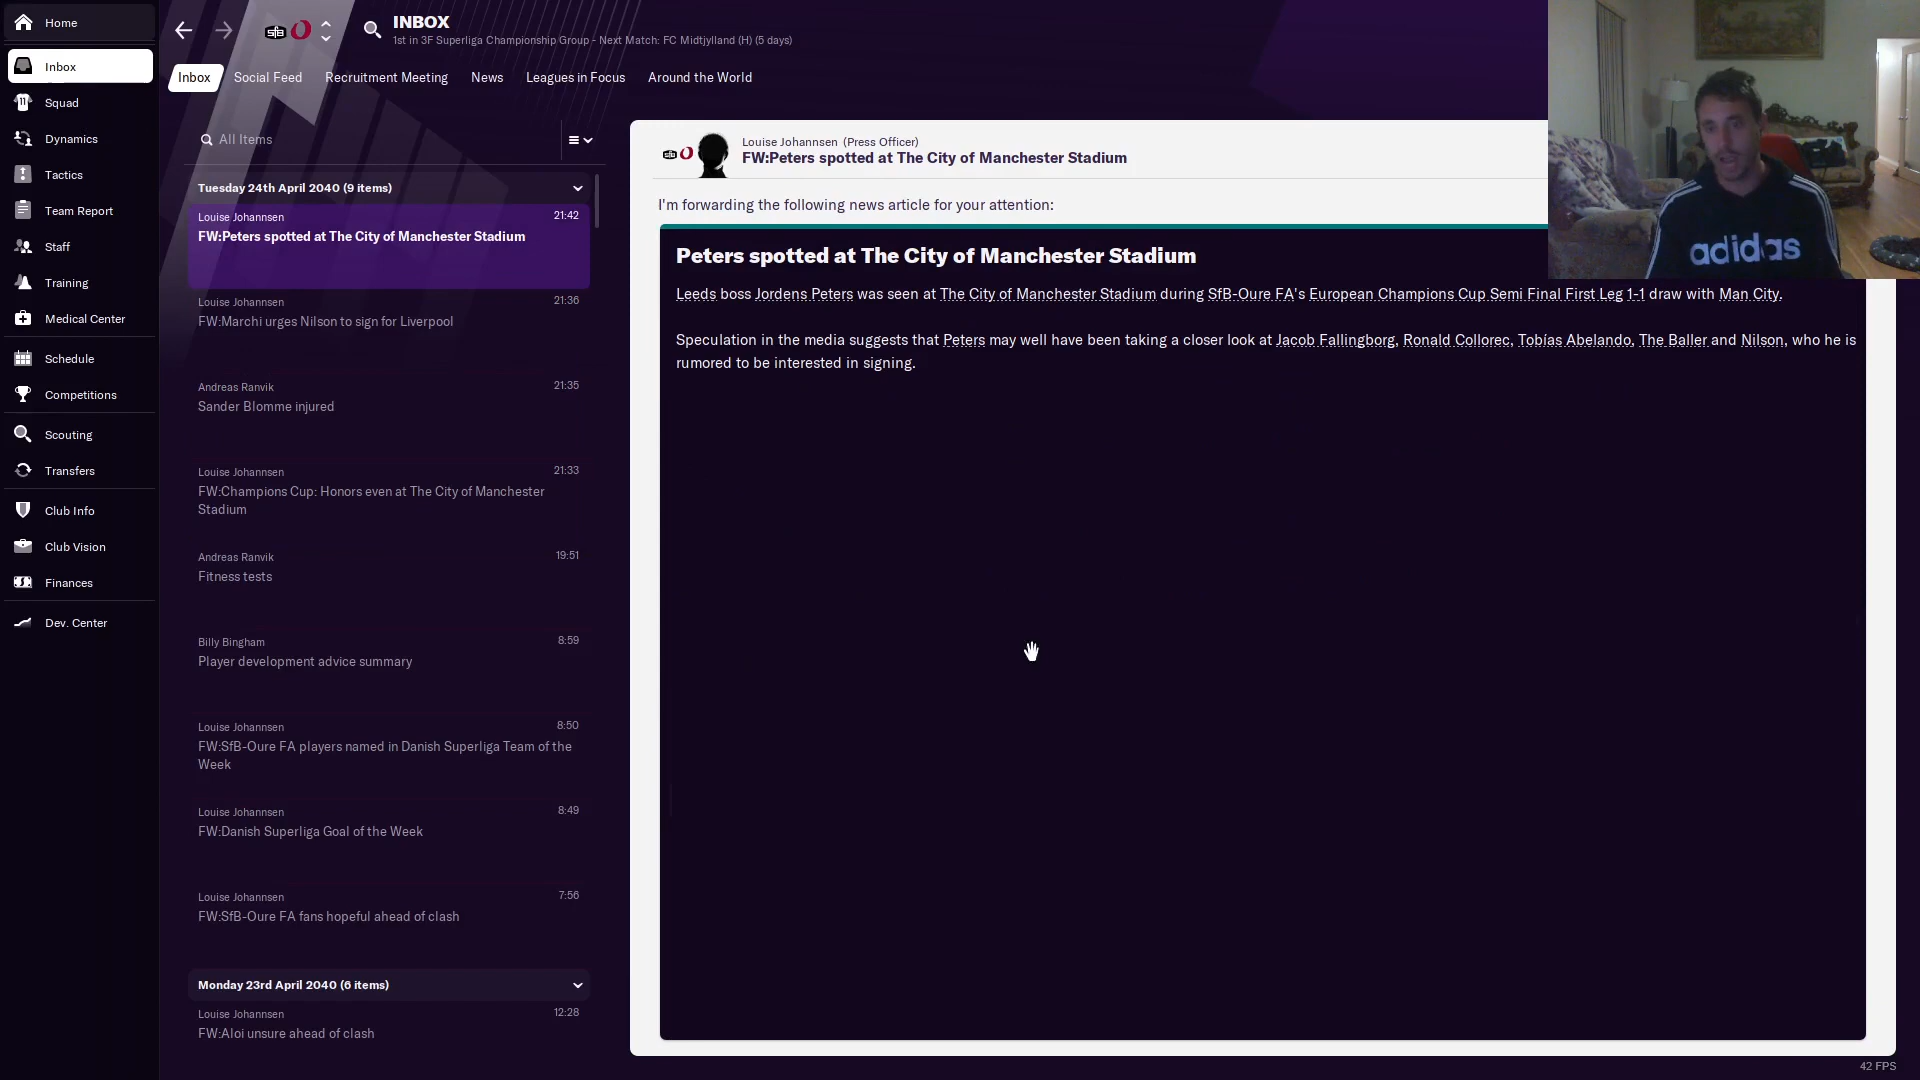 Home
Inbox
Squad
Dynamics
Tactics
Team Report
Staff
Training
Medical Center
Schedule
Competitions
Scouting
Transfers
Club Info
Club Vision
Finances
Dev. Center
sfb
INBOX
1st in 3F Superliga Championship Group - Next Match: FC Midtjylland (H) (5 days)
Inbox Social Feed Recruitment Meeting News Leagues in Focus Around the World
All Items
Tuesday 24th April 2040 (9 items)
Louise Johannsen 21:42
FW:Peters spotted at The City of Manchester Stadium
Louise Johannsen 21:36
FW:Marchi urges Nilson to sign for Liverpool
Andreas Ranvik 21:35
Sander Blomme injured
Louise Johannsen 21:33
FW:Champions Cup: Honors even at The City of Manchester
Stadium
Andreas Ranvik 19:51
Fitness tests
Billy Bingham 8:59
Player development advice summary
Louise Johannsen 8:50
FW:SfB-Oure FA players named in Danish Superliga Team of the
Week
Louise Johannsen 8:49
FW:Danish Superliga Goal of the Week
Louise Johannsen 7:56
FW:SfB-Oure FA fans hopeful ahead of clash
Monday 23rd April 2040 (6 items)
Louise Johannsen 12:28
FW:Aloi unsure ahead of clash
Louise Johannsen (Press Officer)
FW:Peters spotted at The City of Manchester Stadium
I'm forwarding the following news article for your attention:
Peters spotted at The City of Manchester Stadium
Leeds boss Jordens Peters was seen at The City of Manchester Stadium during SfB-Oure FA's European Champions Cup Semi Final First Leg 1-1 draw with Man City.
Speculation in the media suggests that Peters may well have been taking a closer look at Jacob Fallingborg, Ronald Collorec, Tobías Abelando, The Baller and Nilson, who he is
rumored to be interested in signing.
adidas
42 FPS